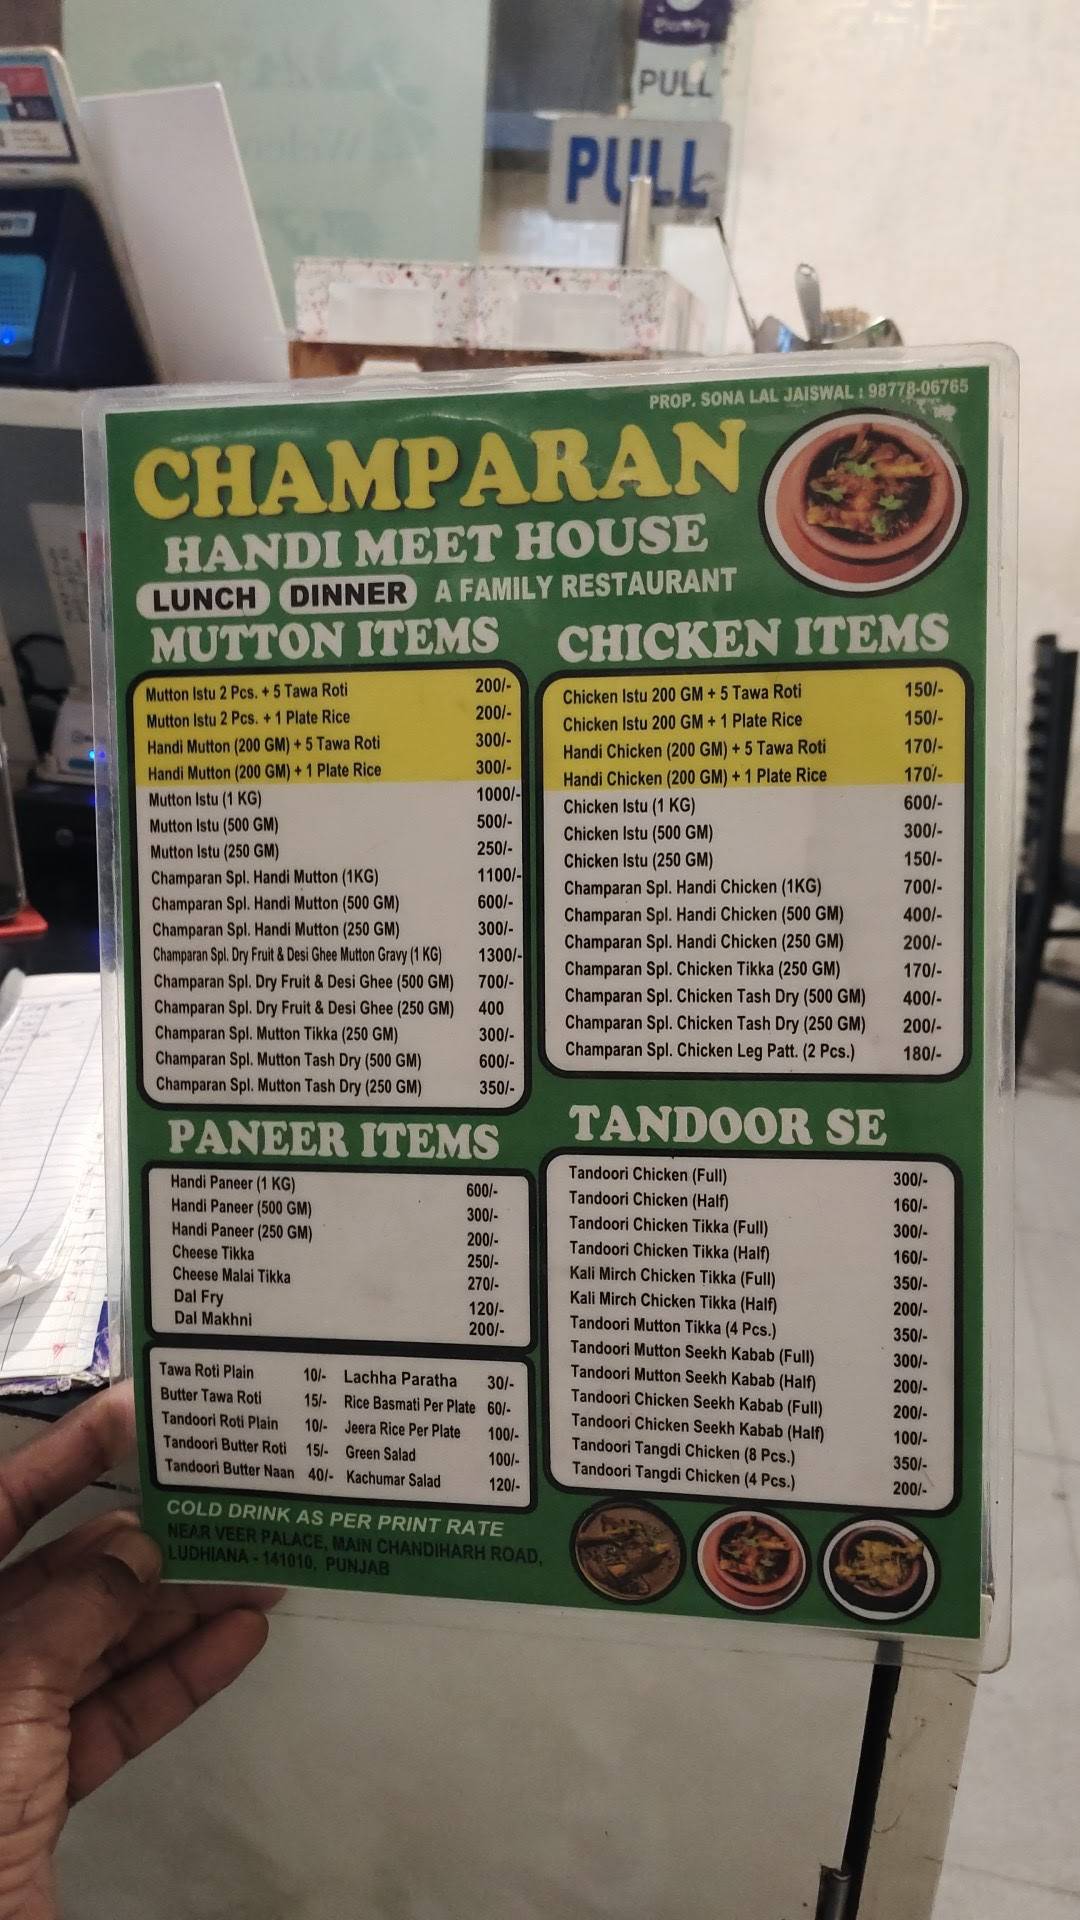 PULL
PULL
PROP. SONA LAL JAISWAL : 98778-06765
CHAMPARAN
HANDI MEET HOUSE
LUNCH DINNER A FAMILY RESTAURANT
MUTTON ITEMS
Mutton Istu 2 Pcs. + 5 Tawa Roti 200/-
Mutton Istu 2 Pcs. + 1 Plate Rice 200/-
Handi Mutton (200 GM) + 5 Tawa Roti 300/-
Handi Mutton (200 GM) + 1 Plate Rice 300/-
Mutton Istu (1 KG) 1000/-
Mutton Istu (500 GM) 500/-
Mutton Istu (250 GM) 250/-
Champaran Spl. Handi Mutton (1KG) 1100/-
Champaran Spl. Handi Mutton (500 GM) 600/-
Champaran Spl. Handi Mutton (250 GM) 300/-
Champaran Spl. Dry Fruit & Desi Ghee Mutton Gravy (1 KG) 1300/-
Champaran Spl. Dry Fruit & Desi Ghee (500 GM) 700/-
Champaran Spl. Dry Fruit & Desi Ghee (250 GM) 400
Champaran Spl. Mutton Tikka (250 GM) 300/-
Champaran Spl. Mutton Tash Dry (500 GM) 600/-
Champaran Spl. Mutton Tash Dry (250 GM) 350/-
CHICKEN ITEMS
Chicken Istu 200 GM + 5 Tawa Roti 150/-
Chicken Istu 200 GM + 1 Plate Rice 150/-
Handi Chicken (200 GM) + 5 Tawa Roti 170/-
Handi Chicken (200 GM) + 1 Plate Rice 170/-
Chicken Istu (1 KG) 600/-
Chicken Istu (500 GM) 300/-
Chicken Istu (250 GM) 150/-
Champaran Spl. Handi Chicken (1KG) 700/-
Champaran Spl. Handi Chicken (500 GM) 400/-
Champaran Spl. Handi Chicken (250 GM) 200/-
Champaran Spl. Chicken Tikka (250 GM) 170/-
Champaran Spl. Chicken Tash Dry (500 GM) 400/-
Champaran Spl. Chicken Tash Dry (250 GM) 200/-
Champaran Spl. Chicken Leg Patt. (2 Pcs.) 180/-
PANEER ITEMS
Handi Paneer (1 KG) 600/-
Handi Paneer (500 GM) 300/-
Handi Paneer (250 GM) 200/-
Cheese Tikka 250/-
Cheese Malai Tikka 270/-
Dal Fry 120/-
Dal Makhni 200/-
Tawa Roti Plain 10/- Lachha Paratha 30/-
Butter Tawa Roti 15/- Rice Basmati Per Plate 60/-
Tandoori Roti Plain 10/- Jeera Rice Per Plate 100/-
Tandoori Butter Roti 15/- Green Salad 100/-
Tandoori Butter Naan 40/- Kachumar Salad 120/-
TANDOOR SE
Tandoori Chicken (Full) 300/-
Tandoori Chicken (Half) 160/-
Tandoori Chicken Tikka (Full) 300/-
Tandoori Chicken Tikka (Half) 160/-
Kali Mirch Chicken Tikka (Full) 350/-
Kali Mirch Chicken Tikka (Half) 200/-
Tandoori Mutton Tikka (4 Pcs.) 350/-
Tandoori Mutton Seekh Kabab (Full) 300/-
Tandoori Mutton Seekh Kabab (Half) 200/-
Tandoori Chicken Seekh Kabab (Full) 200/-
Tandoori Chicken Seekh Kabab (Half) 100/-
Tandoori Tangdi Chicken (8 Pcs.) 350/-
Tandoori Tangdi Chicken (4 Pcs.) 200/-
COLD DRINK AS PER PRINT RATE
NEAR VEER PALACE, MAIN CHANDIHARH ROAD,
LUDHIANA - 141010, PUNJAB